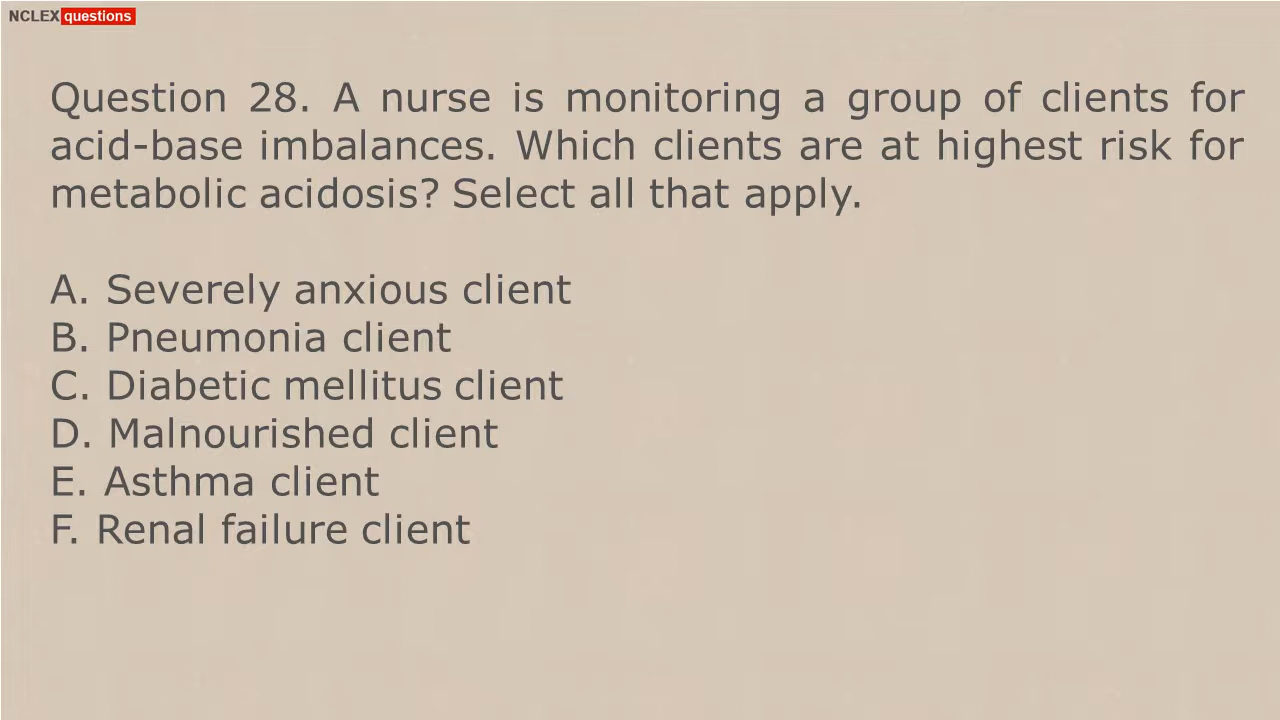 NCLEX questions
Question 28. A nurse is monitoring a group of clients for
acid-base imbalances. Which clients are at highest risk for
metabolic acidosis? Select all that apply.
A. Severely anxious client
B. Pneumonia client
C. Diabetic mellitus client
D. Malnourished client
E. Asthma client
F. Renal failure client